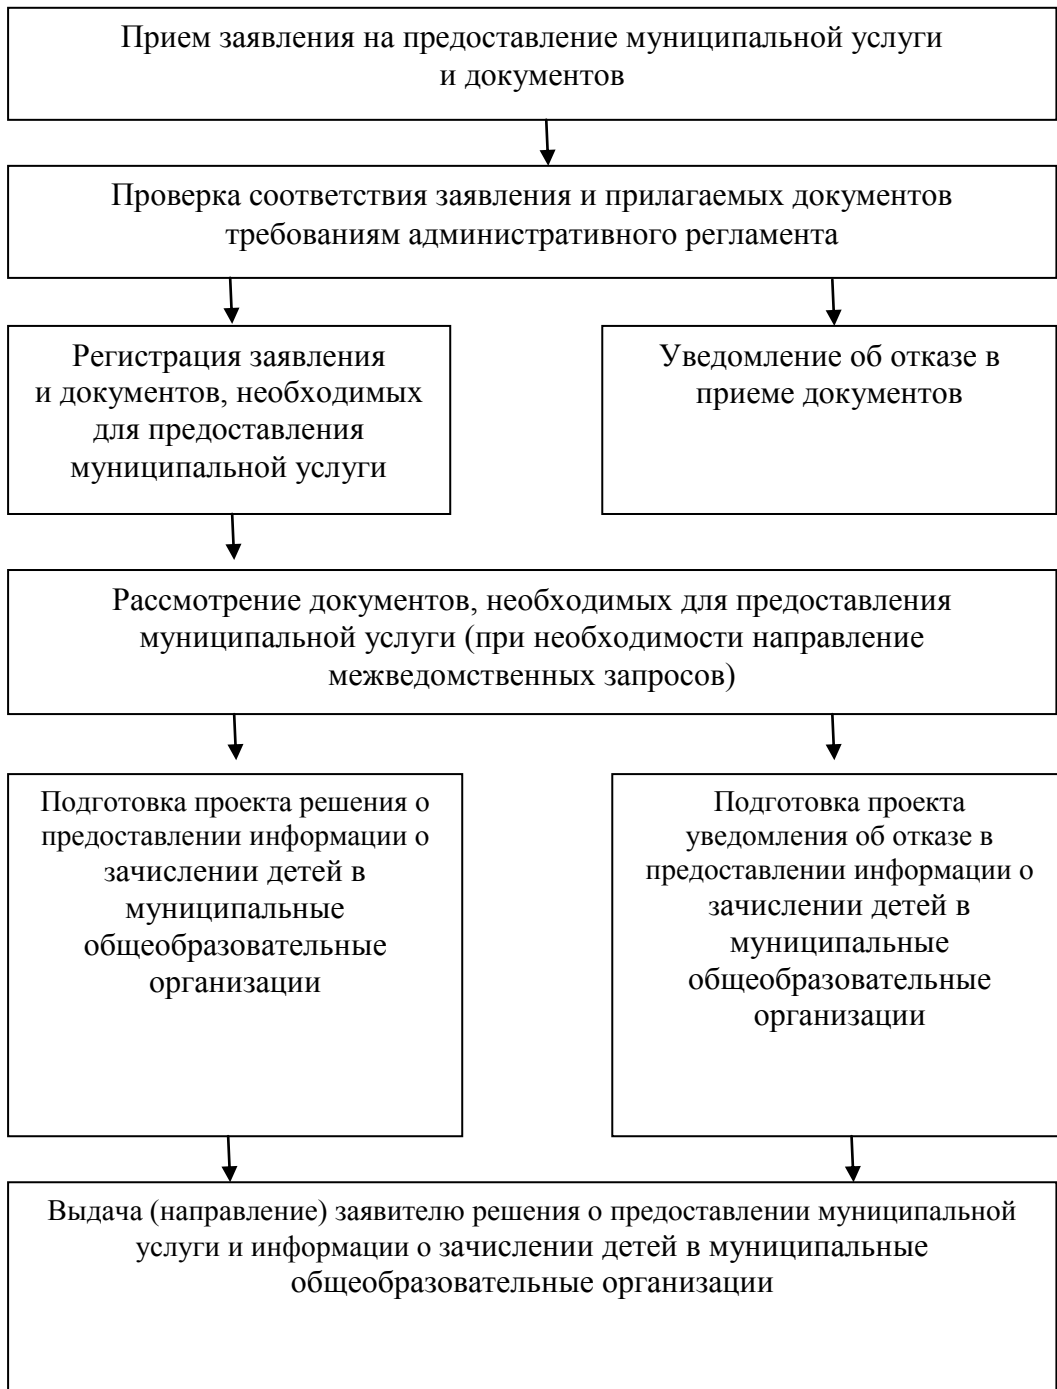 Прием заявления на предоставление муниципальной услуги
и документов
Проверка соответствия заявления и прилагаемых документов
требованиям административного регламента
Регистрация заявления
и документов, необходимых
для предоставления
муниципальной услуги
Уведомление об отказе в
приеме документов
Рассмотрение документов, необходимых для предоставления
муниципальной услуги (при необходимости направление
межведомственных запросов)
Подготовка проекта решения о
предоставлении информации о
зачислении детей в
муниципальные
общеобразовательные
организации
Подготовка проекта
уведомления об отказе в
предоставлении информации о
зачислении детей в
муниципальные
общеобразовательные
организации
Выдача (направление) заявителю решения о предоставлении муниципальной
услуги и информации о зачислении детей в муниципальные
общеобразовательные организации